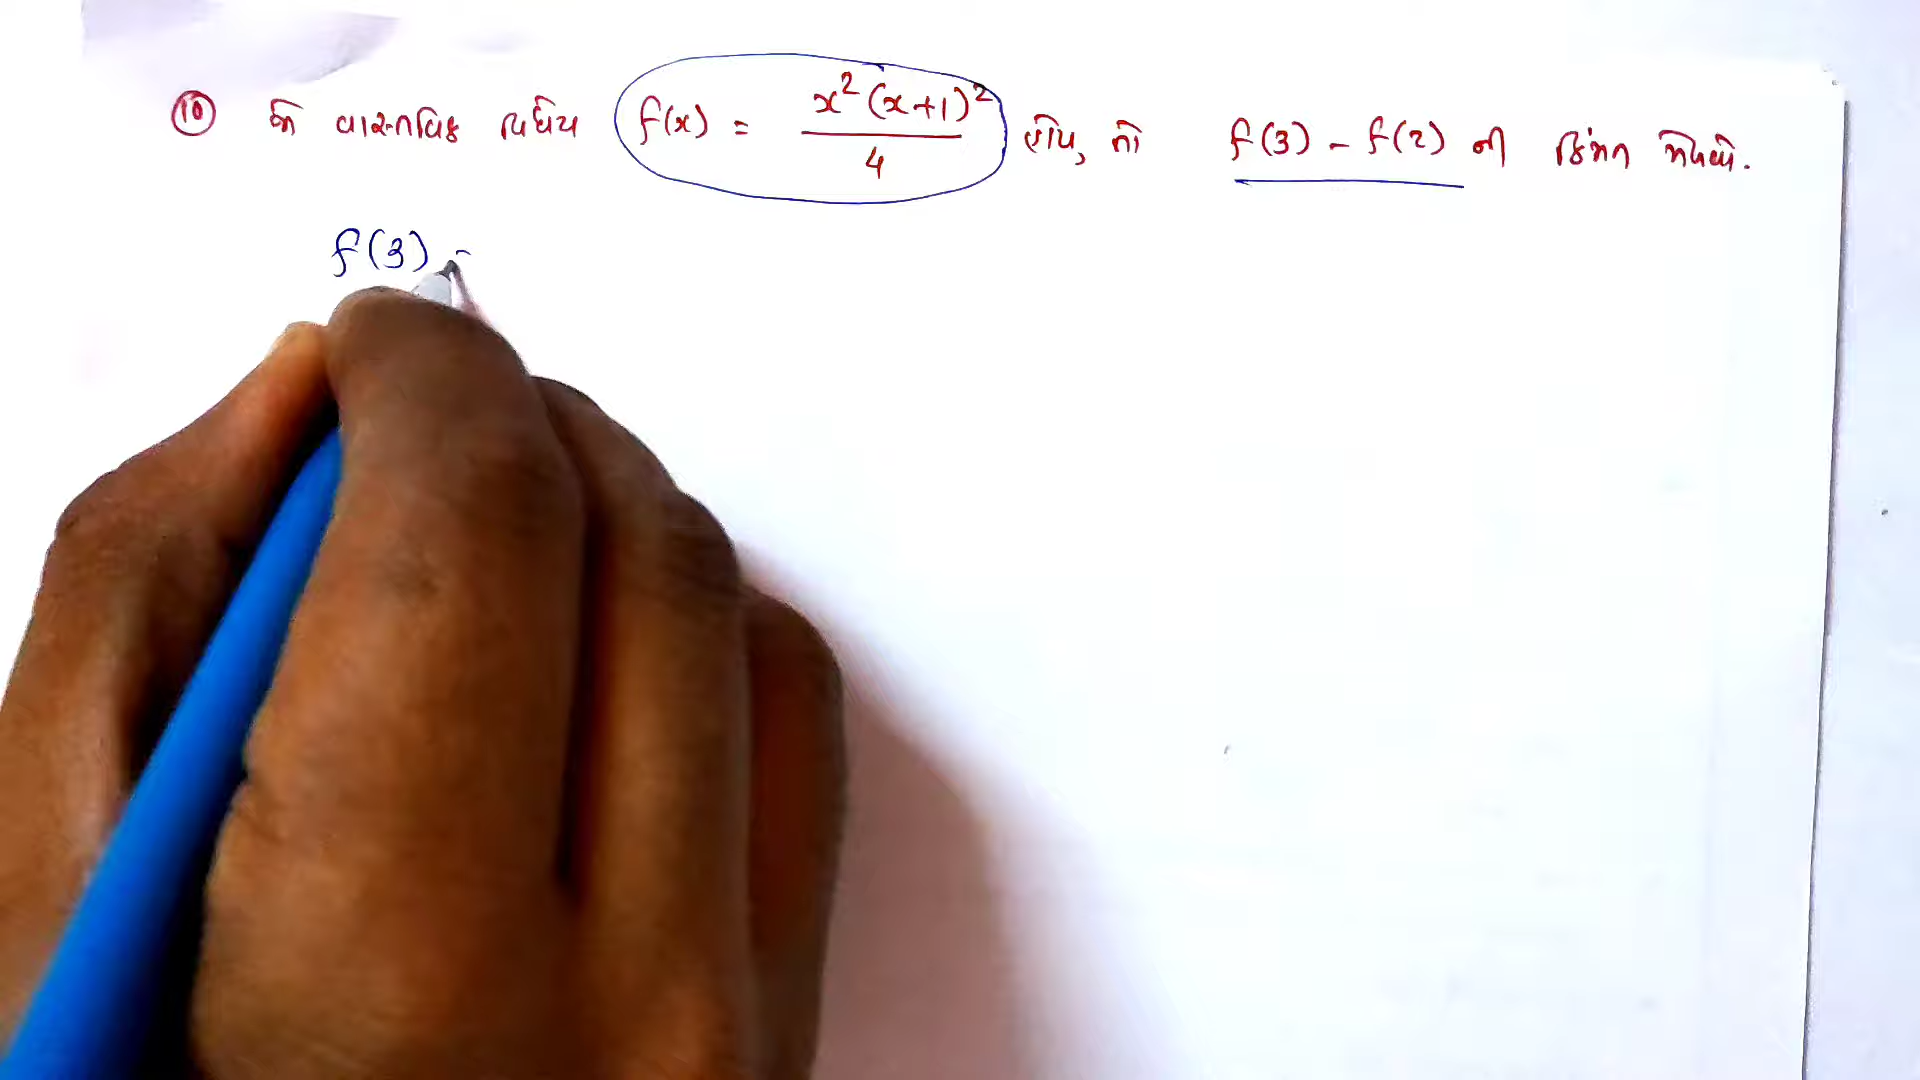 (10) જો વાસ્તવિક વિધેય f(x) = x²(x+1)²/4 હોય, તો f(3) - f(2) ની કિંમત મેળવો.
f(3) =